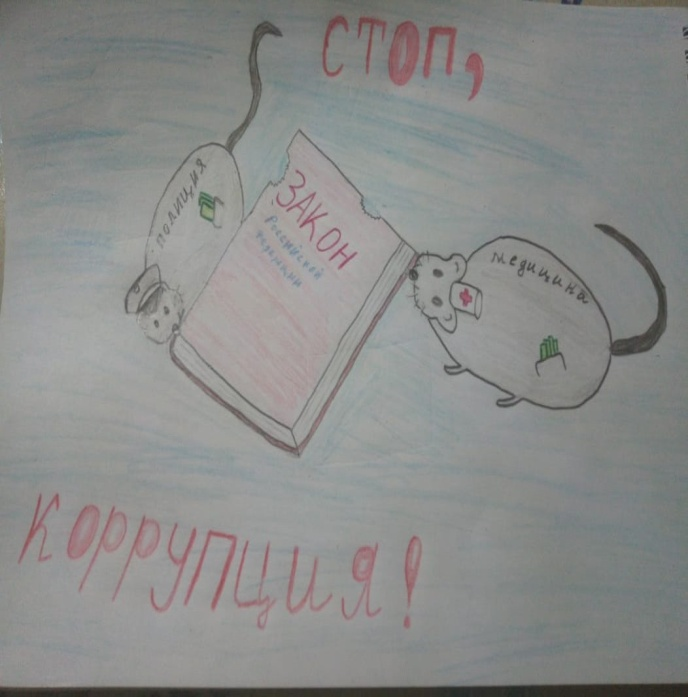 СТОП,
ПОЛИЦИЯ
ЗАКОН
Российской
Федерации
медицина
КОРРУПЦИЯ!